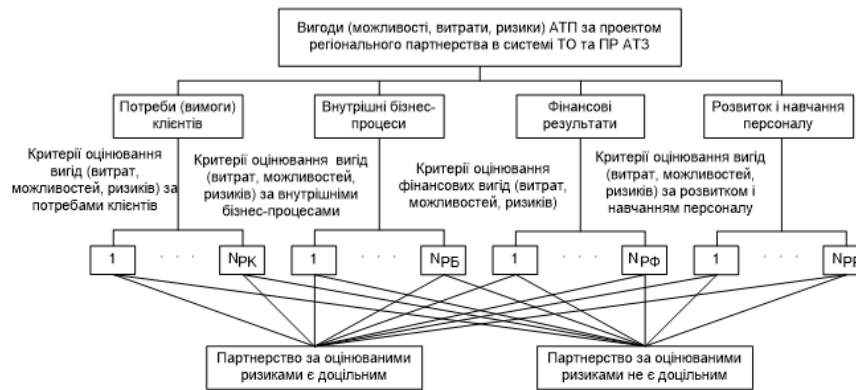 Вигоди (можливості, витрати, ризики) АТП за проектом
регіонального партнерства в системі ТО та ПР АТЗ
Потреби (вимоги)
клієнтів
Внутрішні бізнес-
процеси
Фінансові
результати
Розвиток і навчання
персоналу
Критерії оцінювання
вигід (витрат,
можливостей, ризиків) за
потребами клієнтів
Критерії оцінювання вигід
(витрат, можливостей,
ризиків) за внутрішніми
бізнес-процесами
Критерії оцінювання
фінансових вигід (витрат,
можливостей, ризиків)
Критерії оцінювання вигід
(витрат, можливостей,
ризиків) за розвитком і
навчанням персоналу
1 . . . NРК 1 . . . NРБ 1 . . . NРФ 1 . . .
Партнерство за оцінюваними
ризиками є доцільним
Партнерство за оцінюваними
ризиками не є доцільним